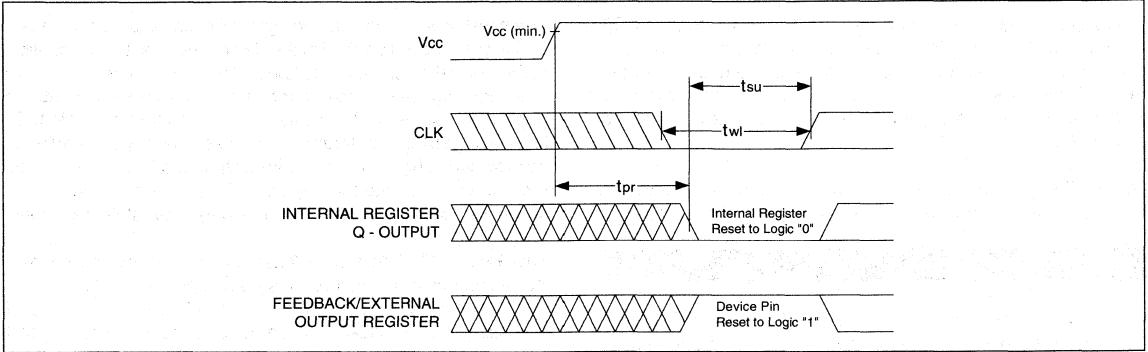 Vcc
Vcc (min.)
tsu
CLK
twl
tpr
INTERNAL REGISTER
Q - OUTPUT
Internal Register
Reset to Logic "0"
FEEDBACK/EXTERNAL
OUTPUT REGISTER
Device Pin
Reset to Logic "1"